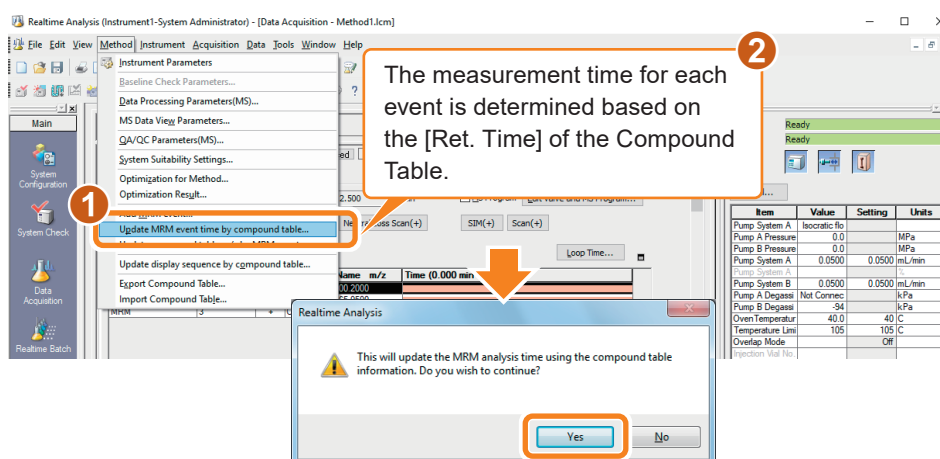 Realtime Analysis (Instrument1-System Administrator) - [Data Acquisition - Method1.lcm]
File Edit View Method Instrument Acquisition Data Tools Window Help
Instrument Parameters
Baseline Check Parameters...
Data Processing Parameters(MS)...
MS Data View Parameters...
QA/QC Parameters(MS)...
System Suitability Settings...
Optimization for Method...
Optimization Result...
Update MRM event time by compound table...
Update display sequence by compound table...
Export Compound Table...
Import Compound Table...
1
2
The measurement time for each
event is determined based on
the [Ret. Time] of the Compound
Table.
Main
System
Configuration
System Check
Data
Acquisition
Realtime Batch
2.500
SIM(+) Scan(+)
Loop Time...
Name m/z Time (0.000 min
00.2000
MRM 3 +
Ready
Ready
Item Value Setting Units
Pump System A Isocratic flo
Pump A Pressure 0.0 MPa
Pump B Pressure 0.0 MPa
Pump System A 0.0500 0.0500 mL/min
Pump System A %
Pump System B 0.0500 0.0500 mL/min
Pump A Degassi Not Connec kPa
Pump B Degassi -94 kPa
Oven Temperatur 40.0 40 C
Temperature Limi 105 105 C
Overlap Mode Off
Injection Vial No.
Realtime Analysis
This will update the MRM analysis time using the compound table
information. Do you wish to continue?
Yes No